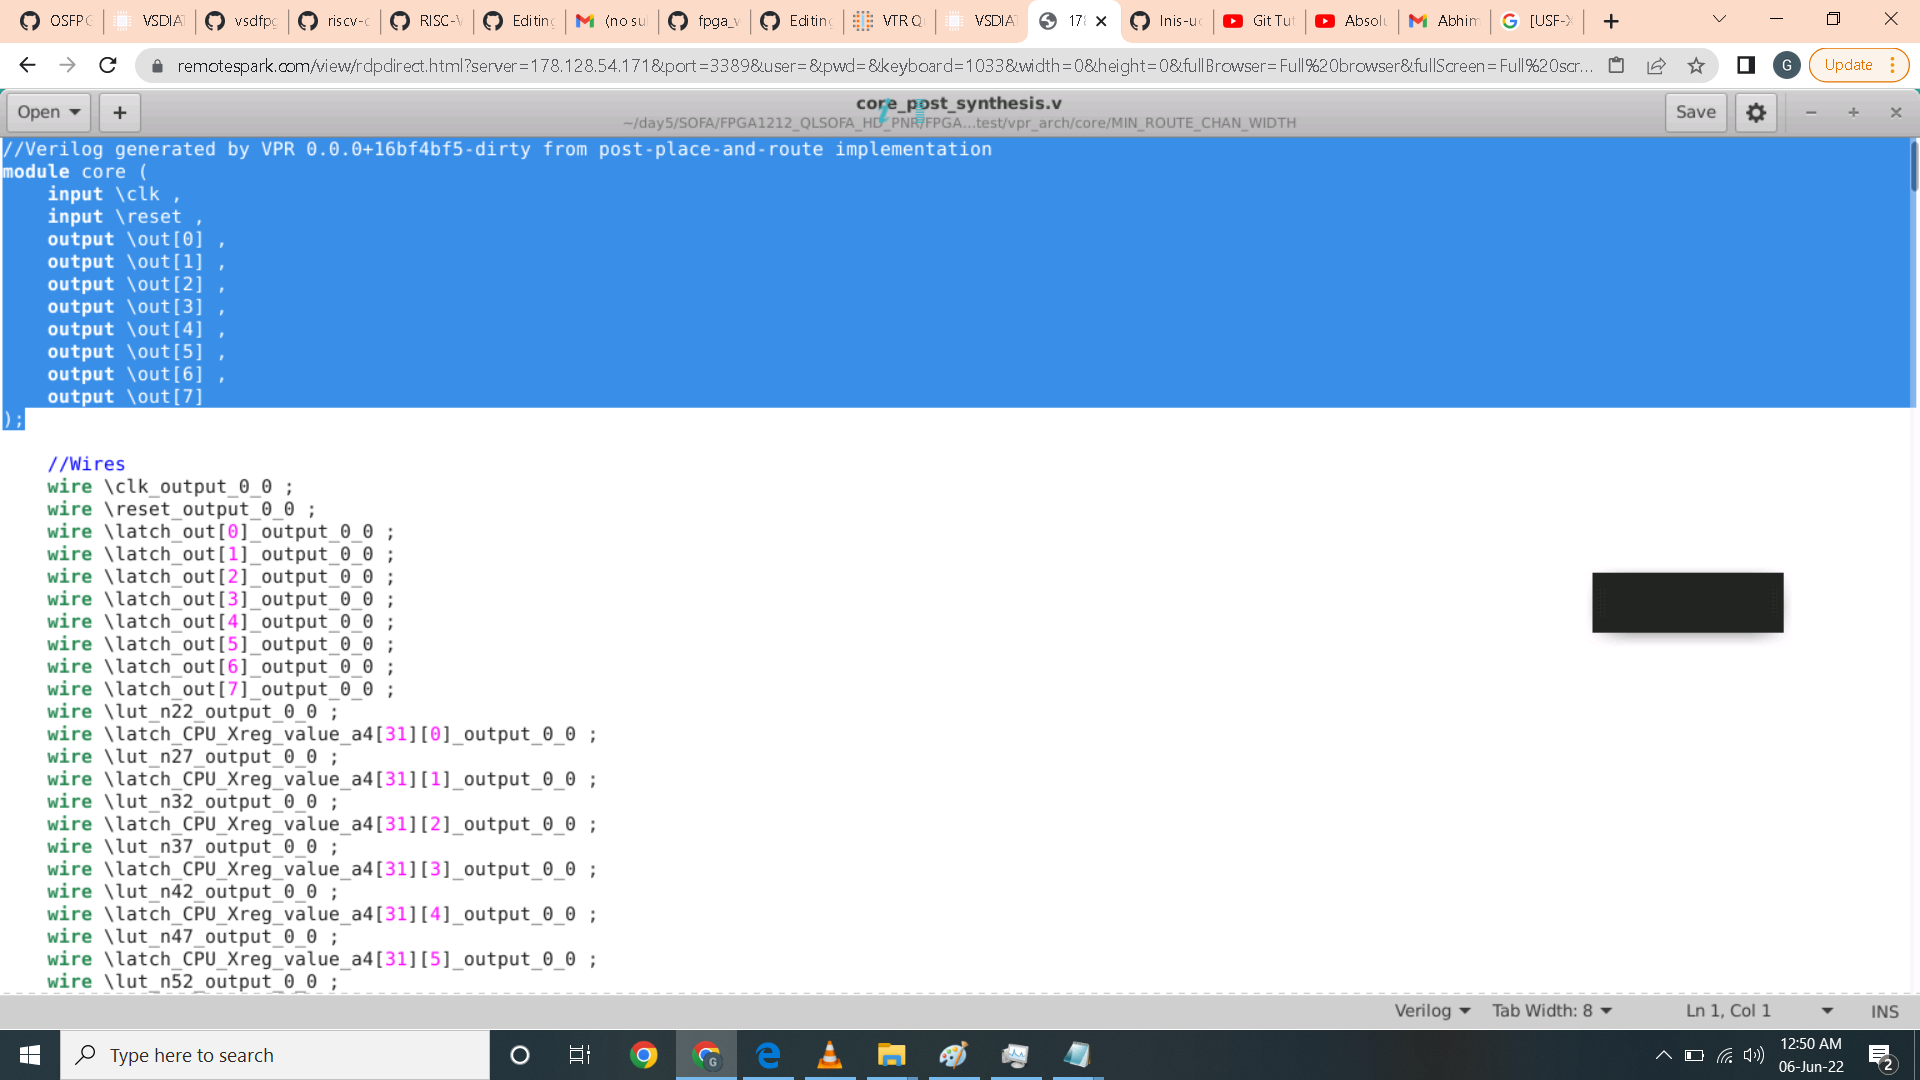 OSFPG
VSDIAT
vsdfpg
riscv-c
RISC-V
Editing
(no su
fpga_w
Editing
VTR Q
VSDIAT
178
Inis-uc
Git Tut
Absolu
Abhim
[USF-X
remotespark.com/view/rdpdirect.html?server=178.128.54.171&port=3389&user=&pwd=&keyboard=1033&width=0&height=0&fullBrowser=Full%20browser&fullScreen=Full%20scr...
G
Update
Open
core_post_synthesis.v
~/day5/SOFA/FPGA1212_QLSOFA_HD_PNR/FPGA...test/vpr_arch/core/MIN_ROUTE_CHAN_WIDTH
Save
//Verilog generated by VPR 0.0.0+16bf4bf5-dirty from post-place-and-route implementation
module core (
input \clk ,
input \reset ,
output \out[0] ,
output \out[1] ,
output \out[2] ,
output \out[3] ,
output \out[4] ,
output \out[5] ,
output \out[6] ,
output \out[7]
);
//Wires
wire \clk_output_0_0 ;
wire \reset_output_0_0 ;
wire \latch_out[0]_output_0_0 ;
wire \latch_out[1]_output_0_0 ;
wire \latch_out[2]_output_0_0 ;
wire \latch_out[3]_output_0_0 ;
wire \latch_out[4]_output_0_0 ;
wire \latch_out[5]_output_0_0 ;
wire \latch_out[6]_output_0_0 ;
wire \latch_out[7]_output_0_0 ;
wire \lut_n22_output_0_0 ;
wire \latch_CPU_Xreg_value_a4[31][0]_output_0_0 ;
wire \lut_n27_output_0_0 ;
wire \latch_CPU_Xreg_value_a4[31][1]_output_0_0 ;
wire \lut_n32_output_0_0 ;
wire \latch_CPU_Xreg_value_a4[31][2]_output_0_0 ;
wire \lut_n37_output_0_0 ;
wire \latch_CPU_Xreg_value_a4[31][3]_output_0_0 ;
wire \lut_n42_output_0_0 ;
wire \latch_CPU_Xreg_value_a4[31][4]_output_0_0 ;
wire \lut_n47_output_0_0 ;
wire \latch_CPU_Xreg_value_a4[31][5]_output_0_0 ;
wire \lut_n52_output_0_0 ;
Verilog
Tab Width: 8
Ln 1, Col 1
INS
Type here to search
12:50 AM
06-Jun-22
2